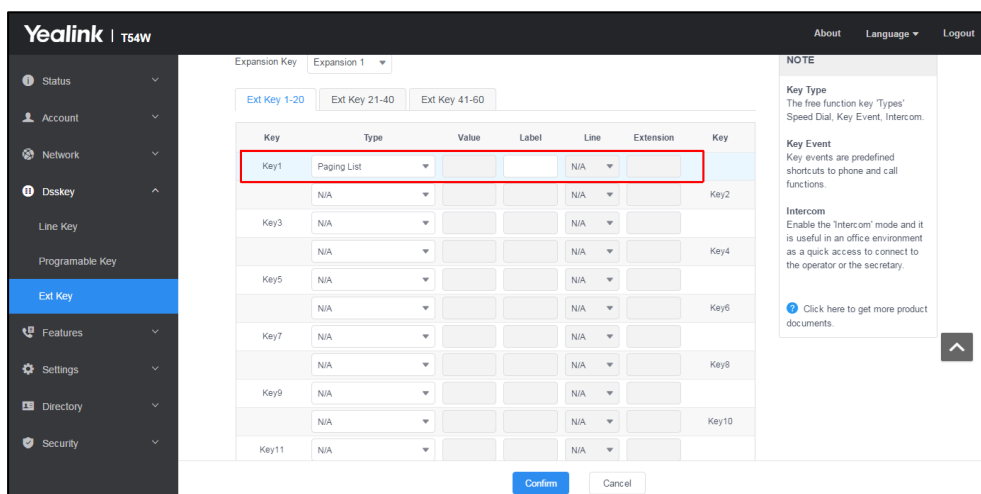 Yealink | T54W
About Language Logout
Status
Account
Network
Dsskey
Line Key
Programable Key
Ext Key
Features
Settings
Directory
Security
Expansion Key Expansion 1
Ext Key 1-20 Ext Key 21-40 Ext Key 41-60
Key Type Value Label Line Extension Key
Key1 Paging List N/A
N/A N/A Key2
Key3 N/A N/A
N/A N/A Key4
Key5 N/A N/A
N/A N/A Key6
Key7 N/A N/A
N/A N/A Key8
Key9 N/A N/A
N/A N/A Key10
Key11 N/A N/A
Confirm Cancel
NOTE
Key Type
The free function key 'Types'
Speed Dial, Key Event, Intercom.
Key Event
Key events are predefined
shortcuts to phone and call
functions.
Intercom
Enable the 'Intercom' mode and it
is useful in an office environment
as a quick access to connect to
the operator or the secretary.
Click here to get more product
documents.